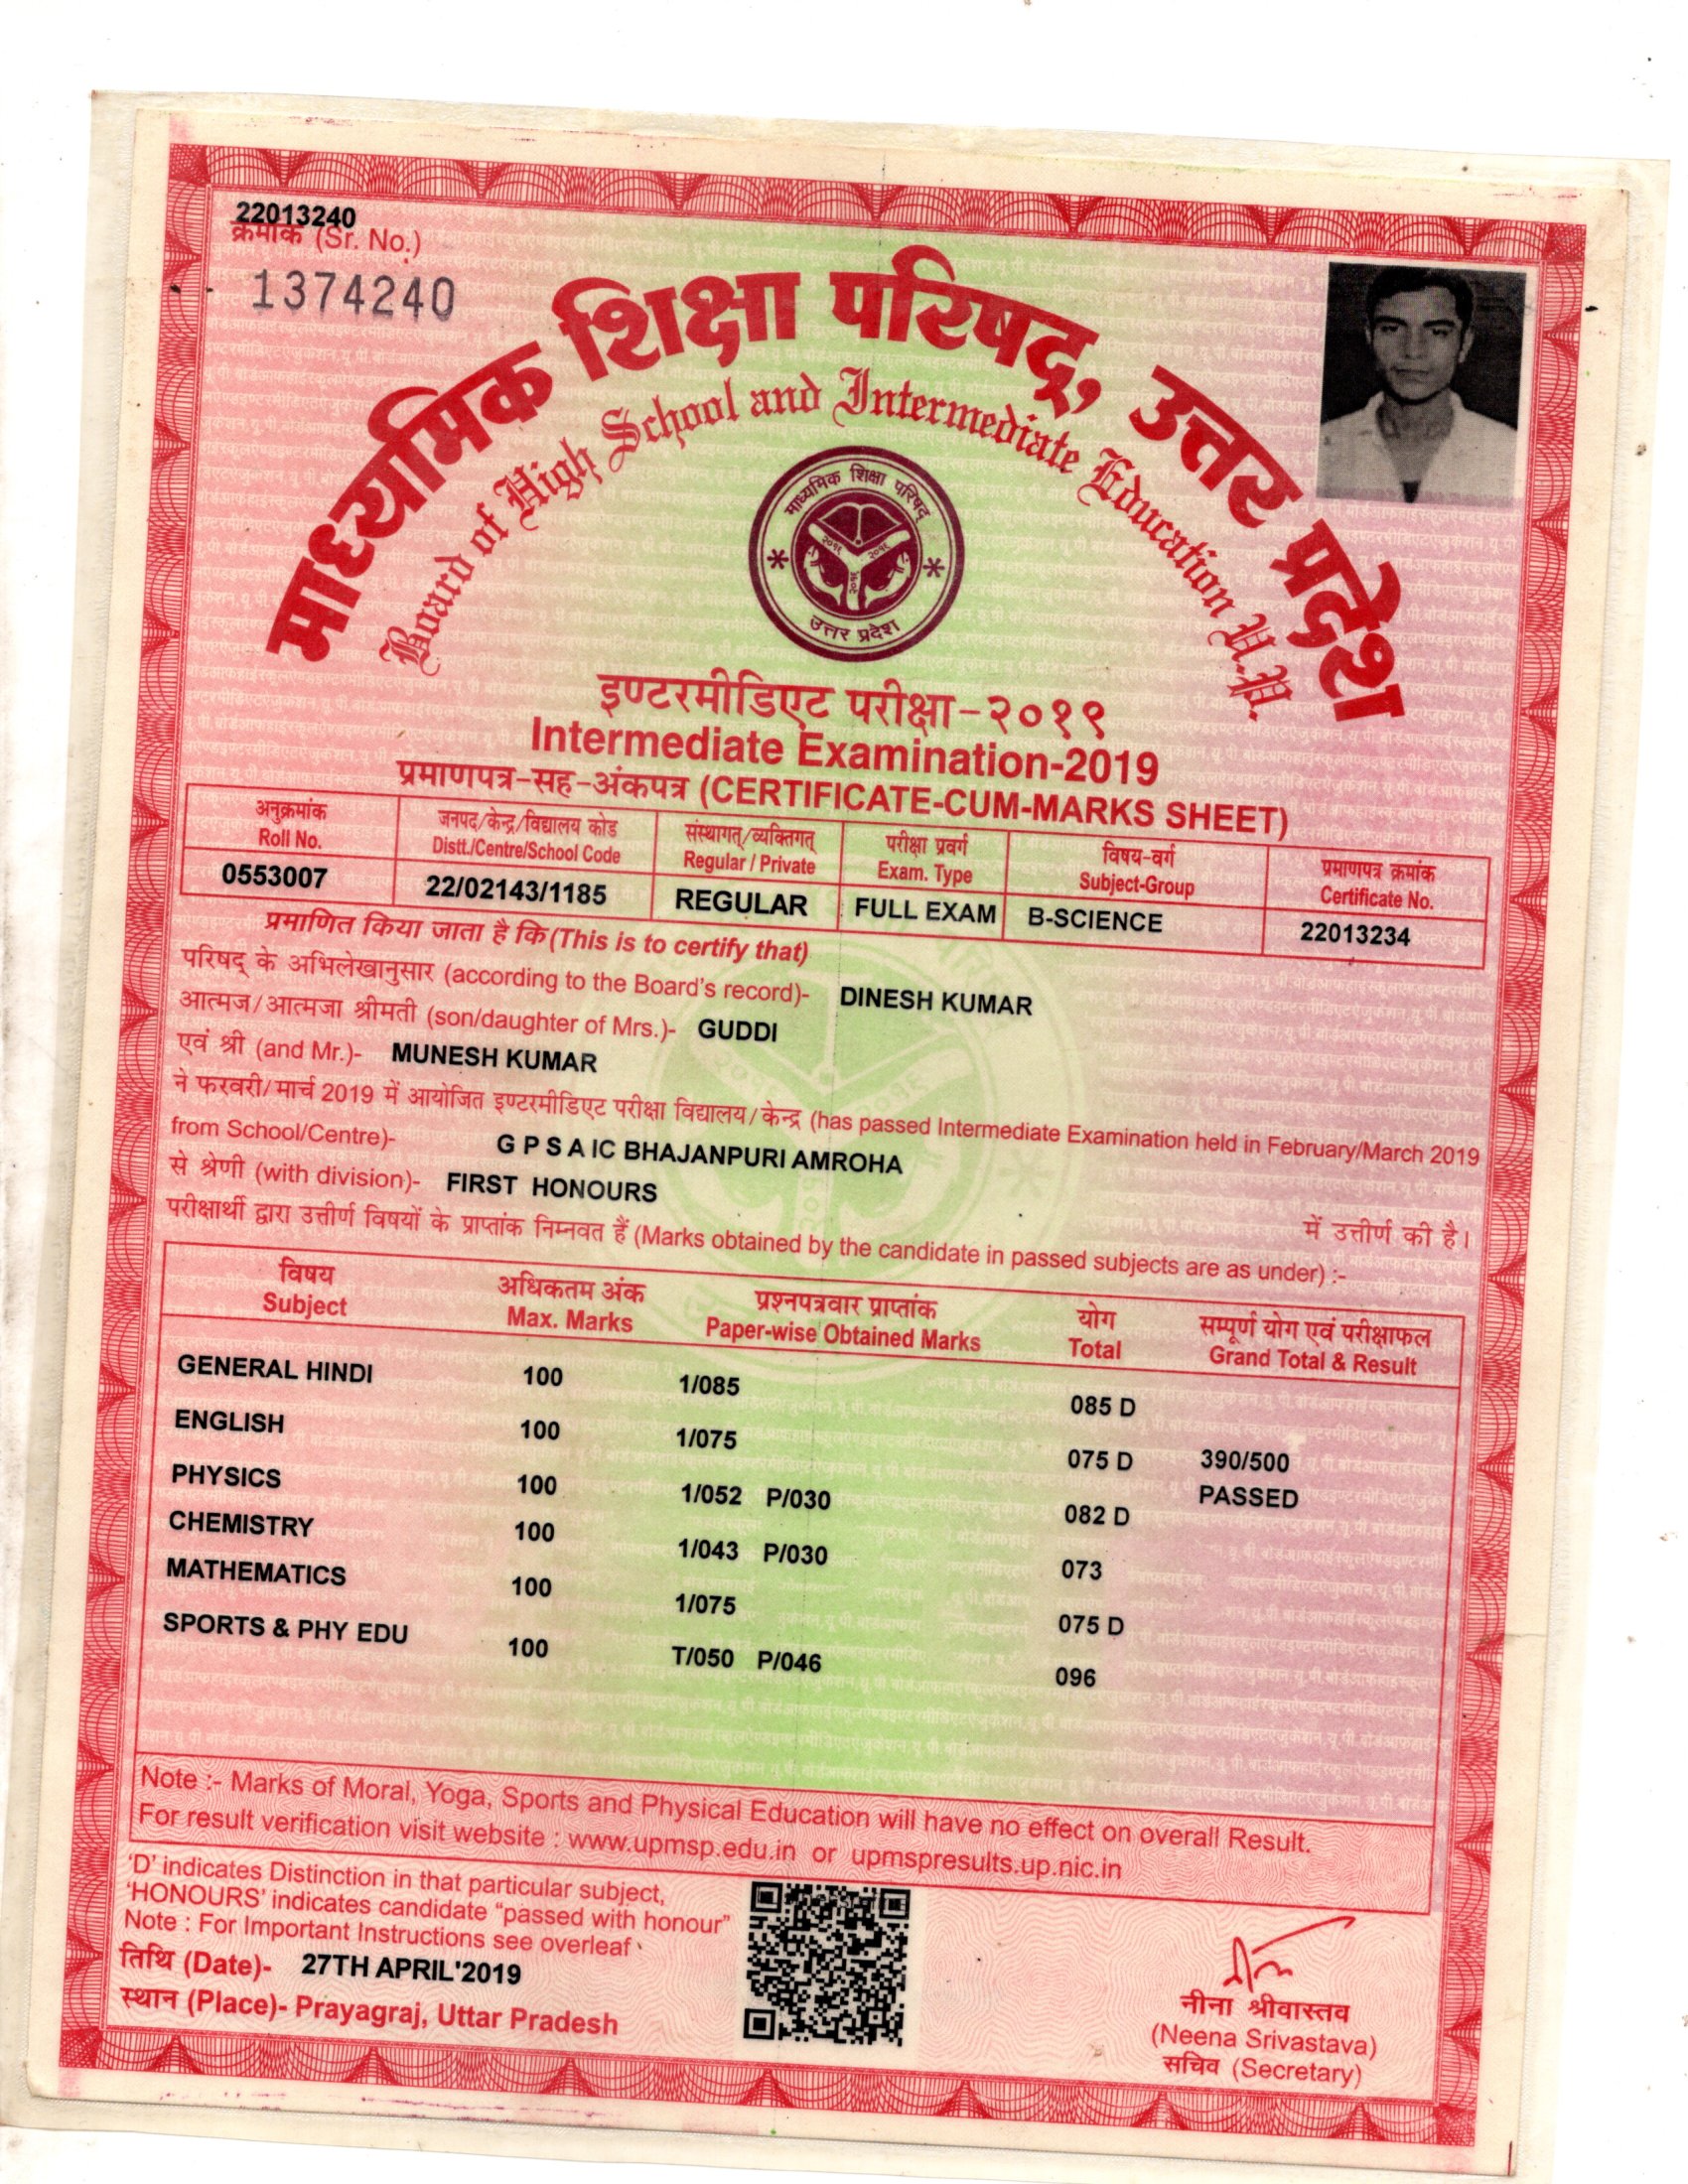 22013240
क्रमांक (Sr. No.)
1374240
माध्यमिक शिक्षा परिषद्, उत्तर प्रदेश
Board of High School and Intermediate Education U.P.
माध्यमिक शिक्षा परिषद्
उत्तर प्रदेश
इण्टरमीडिएट परीक्षा-२०१९
Intermediate Examination-2019
प्रमाणपत्र-सह-अंकपत्र (CERTIFICATE-CUM-MARKS SHEET)
अनुक्रमांक जनपद/केन्द्र/विद्यालय कोड संस्थागत्/व्यक्तिगत् परीक्षा प्रवर्ग विषय-वर्ग प्रमाणपत्र क्रमांक
Roll No. Distt./Centre/School Code Regular / Private Exam. Type Subject-Group Certificate No.
0553007 22/02143/1185 REGULAR FULL EXAM B-SCIENCE 22013234
प्रमाणित किया जाता है कि (This is to certify that)
परिषद् के अभिलेखानुसार (according to the Board's record)- DINESH KUMAR
आत्मज/आत्मजा श्रीमती (son/daughter of Mrs.)- GUDDI
एवं श्री (and Mr.)- MUNESH KUMAR
ने फरवरी/मार्च 2019 में आयोजित इण्टरमीडिएट परीक्षा विद्यालय/केन्द्र (has passed Intermediate Examination held in February/March 2019
from School/Centre)- G P S A IC BHAJANPURI AMROHA
से श्रेणी (with division)- FIRST HONOURS में उत्तीर्ण की है।
परीक्षार्थी द्वारा उत्तीर्ण विषयों के प्राप्तांक निम्नवत हैं (Marks obtained by the candidate in passed subjects are as under) :-
विषय अधिकतम अंक प्रश्नपत्रवार प्राप्तांक योग सम्पूर्ण योग एवं परीक्षाफल
Subject Max. Marks Paper-wise Obtained Marks Total Grand Total & Result
GENERAL HINDI 100 1/085 085 D
ENGLISH 100 1/075 075 D 390/500
PHYSICS 100 1/052 P/030 082 D PASSED
CHEMISTRY 100 1/043 P/030 073
MATHEMATICS 100 1/075 075 D
SPORTS & PHY EDU 100 T/050 P/046 096
Note :- Marks of Moral, Yoga, Sports and Physical Education will have no effect on overall Result.
For result verification visit website : www.upmsp.edu.in or upmspresults.up.nic.in
'D' indicates Distinction in that particular subject,
'HONOURS' indicates candidate "passed with honour"
Note : For Important Instructions see overleaf
तिथि (Date)- 27TH APRIL'2019
स्थान (Place)- Prayagraj, Uttar Pradesh
नीना श्रीवास्तव
(Neena Srivastava)
सचिव (Secretary)